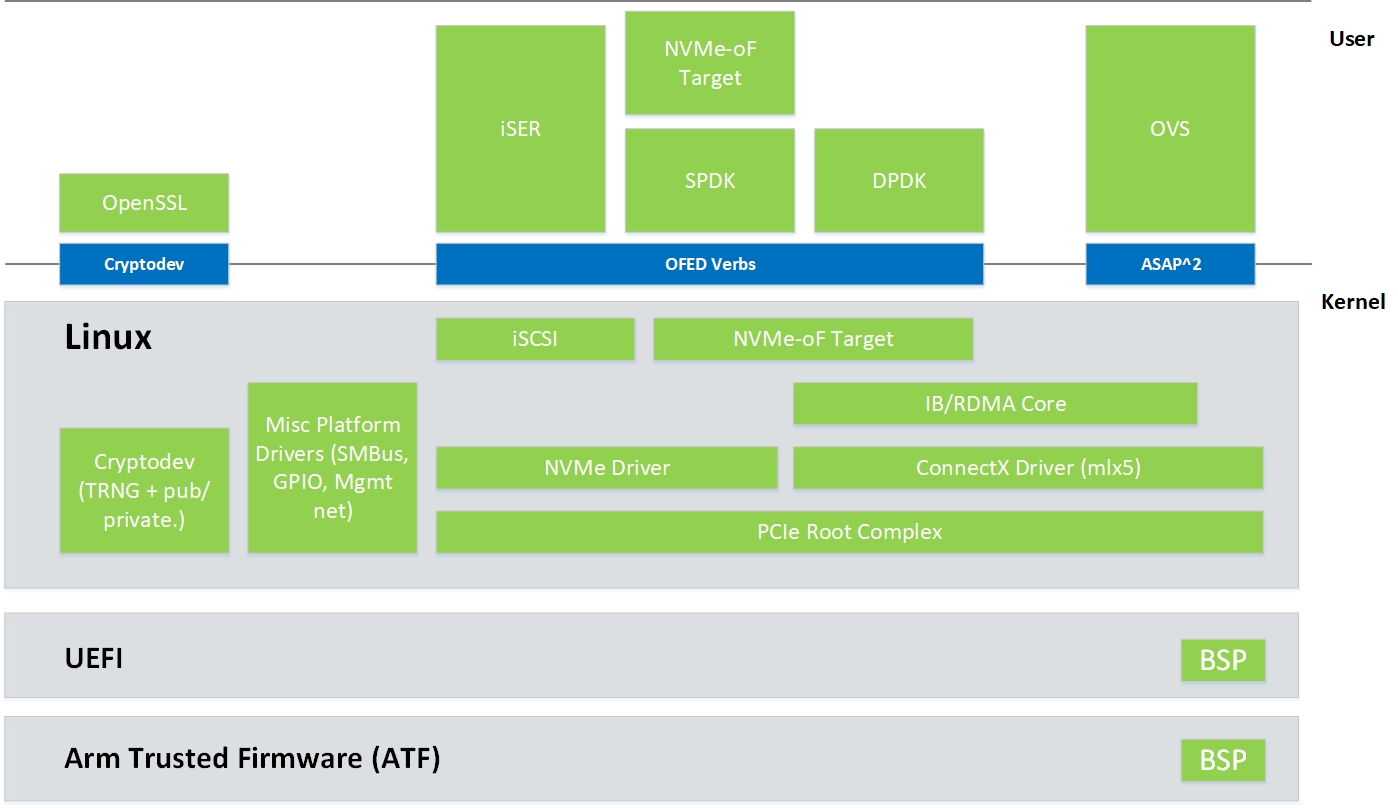 User
iSER
NVMe-oF
Target
OVS
SPDK
DPDK
OpenSSL
Cryptodev
OFED Verbs
ASAP^2
Kernel
Linux
iSCSI
NVMe-oF Target
IB/RDMA Core
Misc Platform
Drivers (SMBus,
GPIO, Mgmt
net)
Cryptodev
(TRNG + pub/
private.)
NVMe Driver
ConnectX Driver (mlx5)
PCIe Root Complex
UEFI
BSP
Arm Trusted Firmware (ATF)
BSP